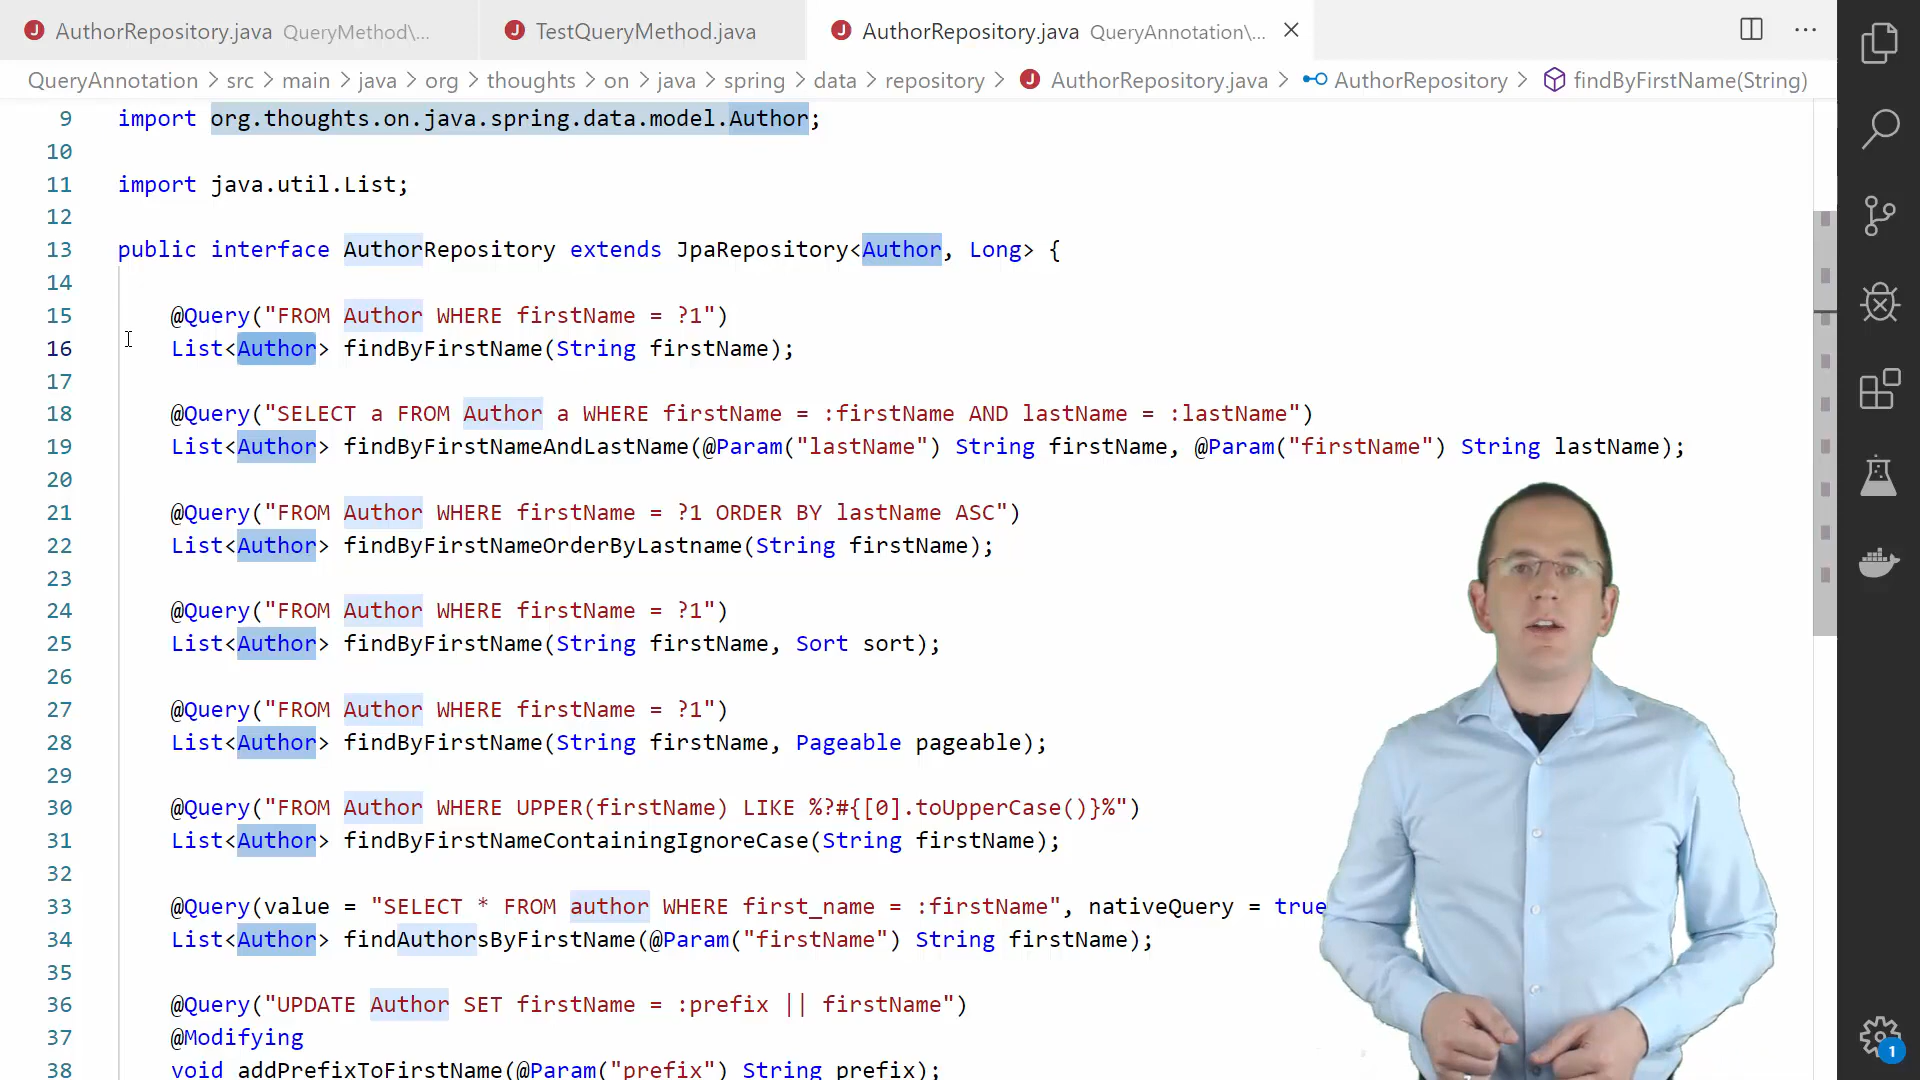 AuthorRepository.java QueryMethod\...
TestQueryMethod.java
AuthorRepository.java QueryAnnotation\...
QueryAnnotation > src > main > java > org > thoughts > on > java > spring > data > repository > AuthorRepository.java > AuthorRepository > findByFirstName(String)
9 import org.thoughts.on.java.spring.data.model.Author;
10
11 import java.util.List;
12
13 public interface AuthorRepository extends JpaRepository<Author, Long> {
14
15 @Query("FROM Author WHERE firstName = ?1")
16 List<Author> findByFirstName(String firstName);
17
18 @Query("SELECT a FROM Author a WHERE firstName = :firstName AND lastName = :lastName")
19 List<Author> findByFirstNameAndLastName(@Param("lastName") String firstName, @Param("firstName") String lastName);
20
21 @Query("FROM Author WHERE firstName = ?1 ORDER BY lastName ASC")
22 List<Author> findByFirstNameOrderByLastname(String firstName);
23
24 @Query("FROM Author WHERE firstName = ?1")
25 List<Author> findByFirstName(String firstName, Sort sort);
26
27 @Query("FROM Author WHERE firstName = ?1")
28 List<Author> findByFirstName(String firstName, Pageable pageable);
29
30 @Query("FROM Author WHERE UPPER(firstName) LIKE %?#{[0].toUpperCase()}%")
31 List<Author> findByFirstNameContainingIgnoreCase(String firstName);
32
33 @Query(value = "SELECT * FROM author WHERE first_name = :firstName", nativeQuery = true
34 List<Author> findAuthorsByFirstName(@Param("firstName") String firstName);
35
36 @Query("UPDATE Author SET firstName = :prefix || firstName")
37 @Modifying
38 void addPrefixToFirstName(@Param("prefix") String prefix);
1